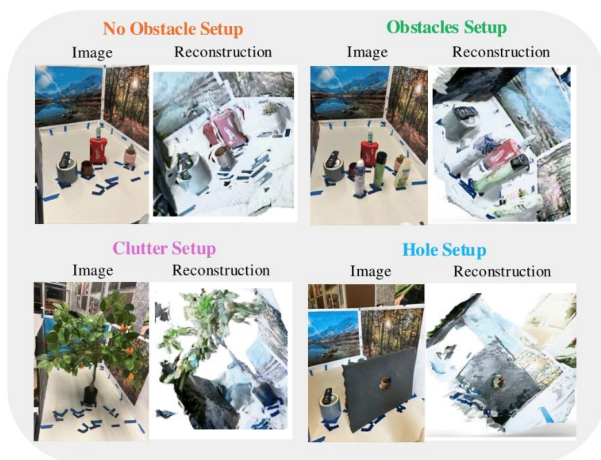 No Obstacle Setup
Obstacles Setup
Image
Reconstruction
Image
Reconstruction
Clutter Setup
Hole Setup
Image
Reconstruction
Image
Reconstruction